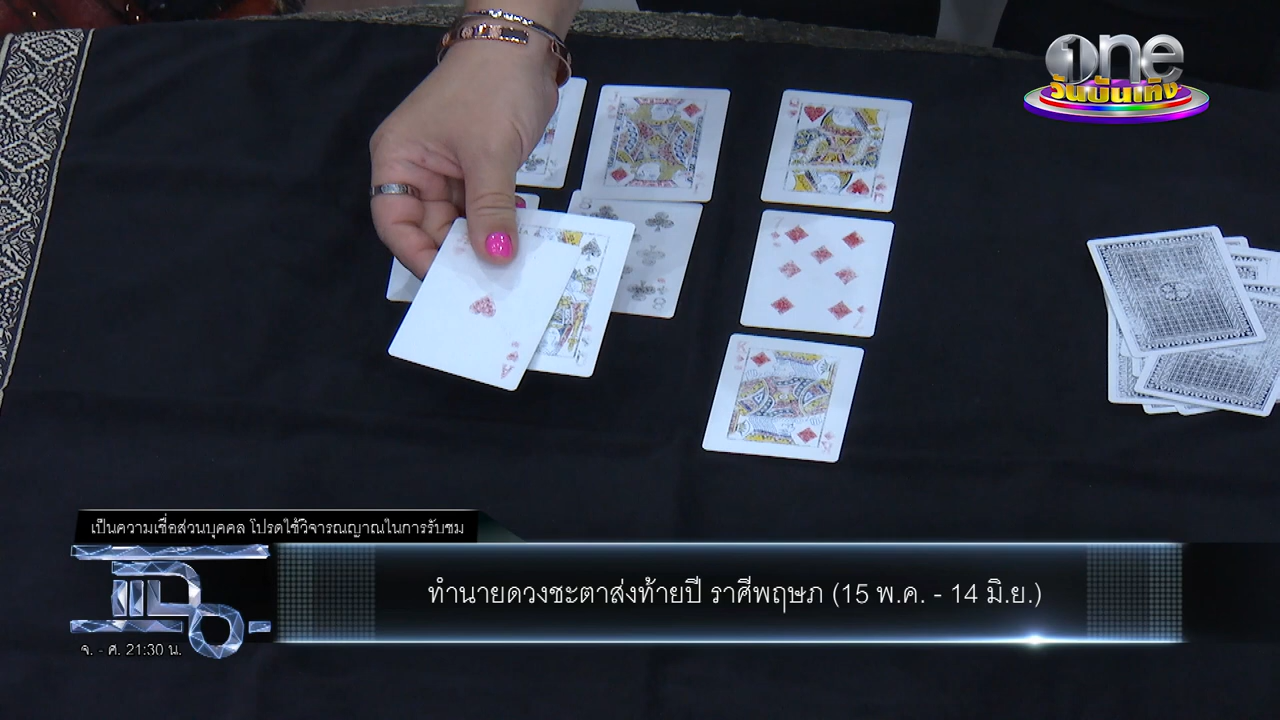 one
วันบันเทิง
เป็นความเชื่อส่วนบุคคล โปรดใช้วิจารณญาณในการรับชม
ทำนายดวงชะตาส่งท้ายปี ราศีพฤษภ (15 พ.ค. - 14 มิ.ย.)
แฉ
จ. - ศ. 21:30 น.